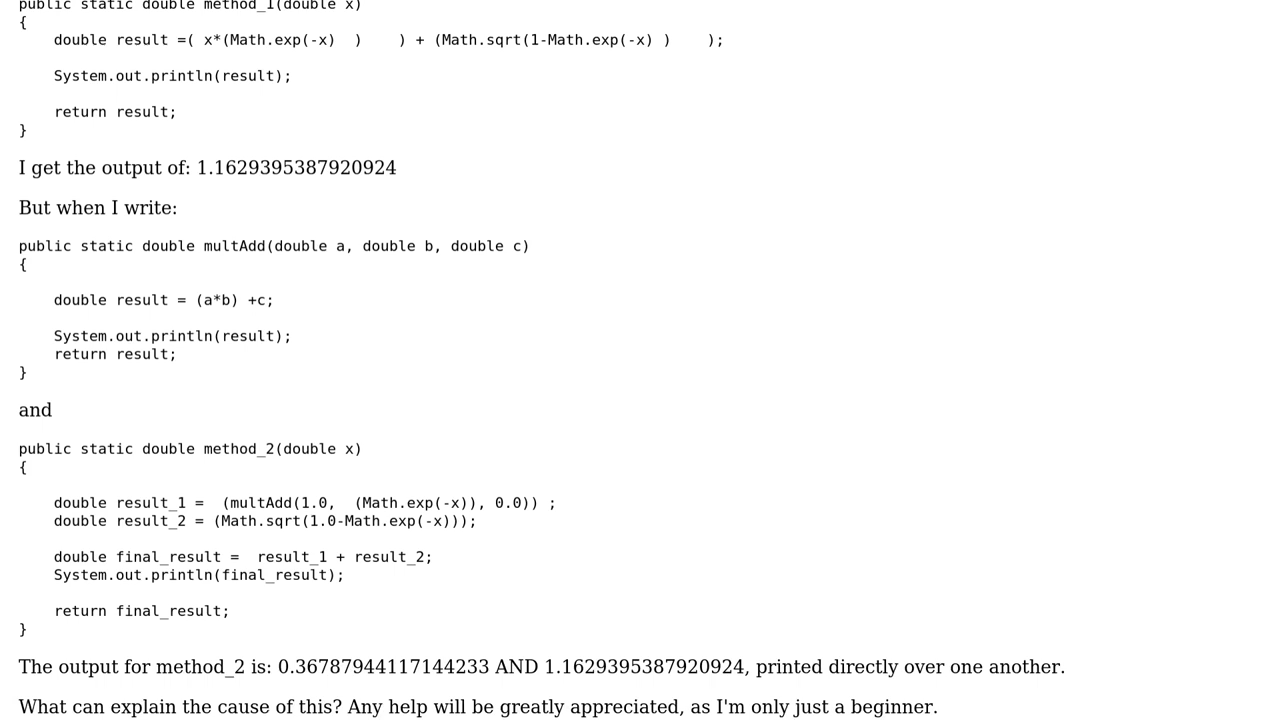 public static double method_1(double x)
{
    double result =( x*(Math.exp(-x)  )    ) + (Math.sqrt(1-Math.exp(-x) )    );
    System.out.println(result);
    return result;
}
I get the output of: 1.1629395387920924
But when I write:
public static double multAdd(double a, double b, double c)
{
    double result = (a*b) +c;
    System.out.println(result);
    return result;
}
and
public static double method_2(double x)
{
    double result_1 =  (multAdd(1.0,  (Math.exp(-x)), 0.0)) ;
    double result_2 = (Math.sqrt(1.0-Math.exp(-x)));
    double final_result =  result_1 + result_2;
    System.out.println(final_result);
    return final_result;
}
The output for method_2 is: 0.36787944117144233 AND 1.1629395387920924, printed directly over one another.
What can explain the cause of this? Any help will be greatly appreciated, as I'm only just a beginner.